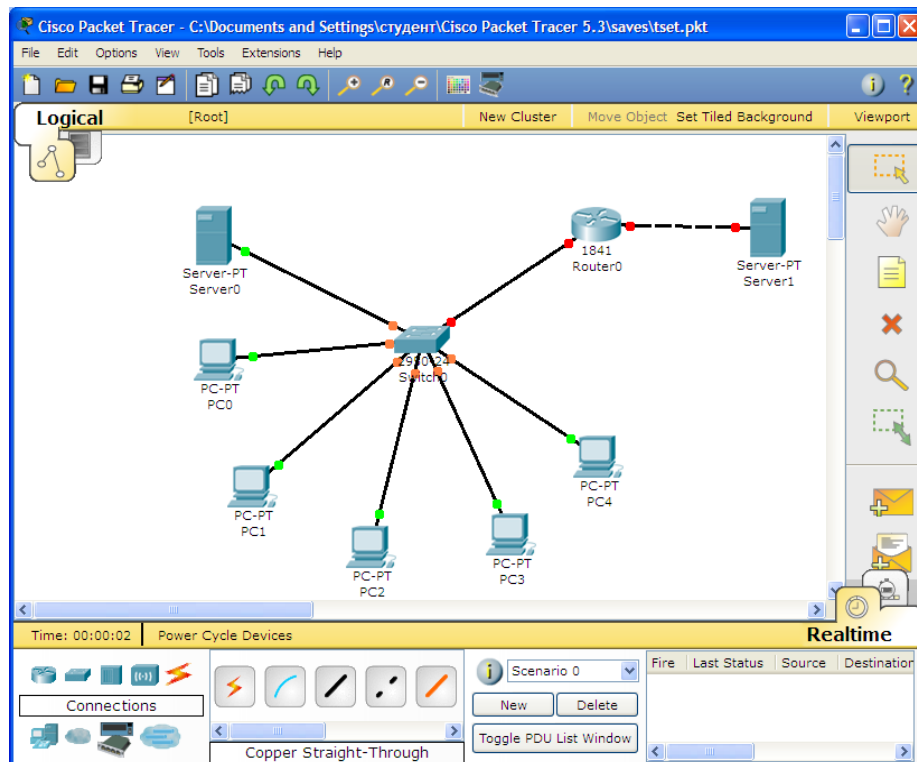 Cisco Packet Tracer - C:\Documents and Settings\студент\Cisco Packet Tracer 5.3\saves\tset.pkt
File Edit Options View Tools Extensions Help
Logical [Root] New Cluster Move Object Set Tiled Background Viewport
1841
Router0
Server-PT
Server0
Server-PT
Server1
Switch0
PC-PT
PC0
PC-PT
PC1
PC-PT
PC2
PC-PT
PC3
PC-PT
PC4
Time: 00:00:02 Power Cycle Devices Realtime
Connections
Copper Straight-Through
Scenario 0
New Delete
Toggle PDU List Window
Fire Last Status Source Destination